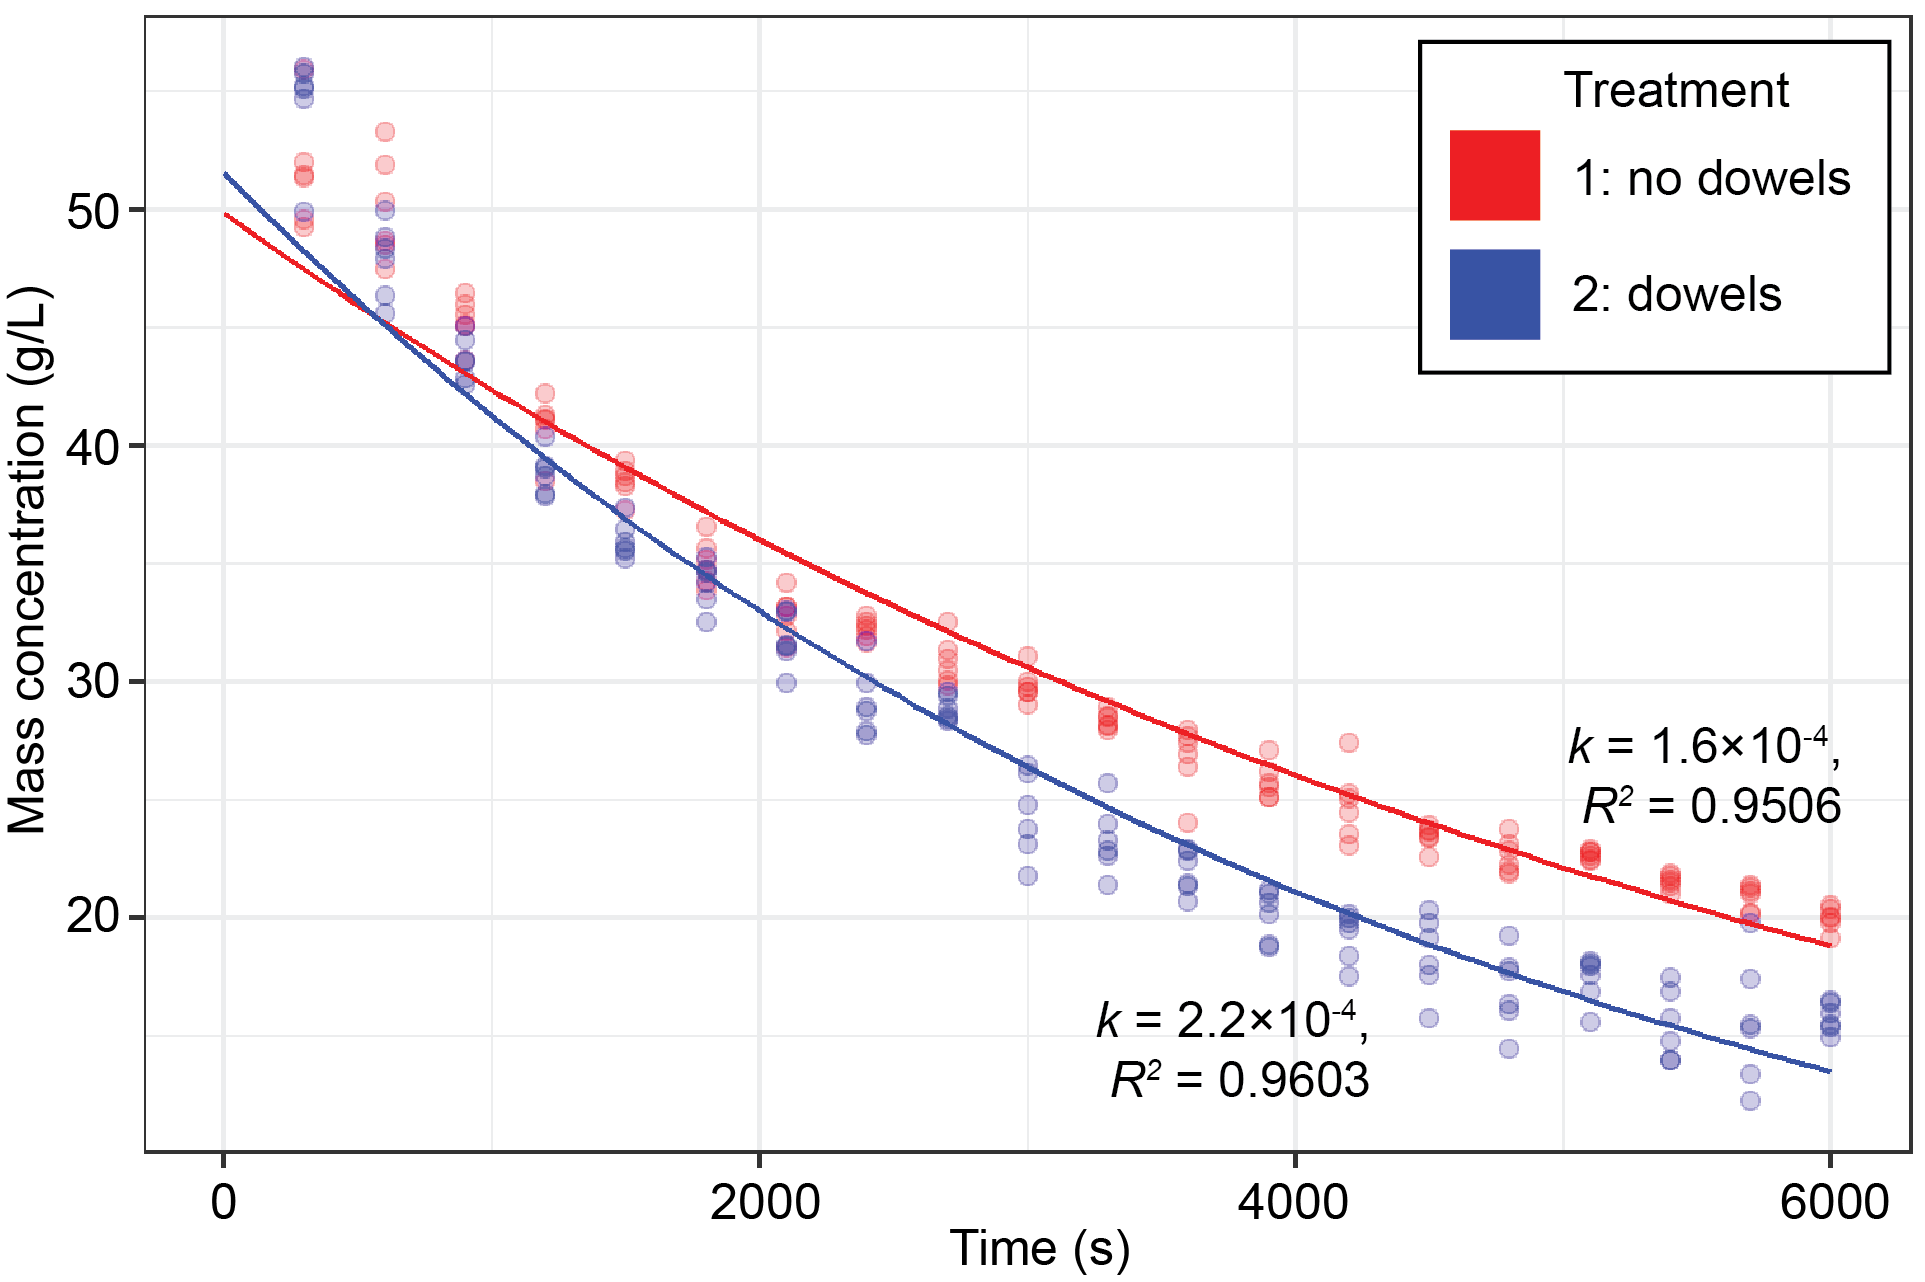 Treatment
1: no dowels
2: dowels
Mass concentration (g/L)
50
40
30
20
k = 1.6×10⁻⁴,
R² = 0.9506
k = 2.2×10⁻⁴,
R² = 0.9603
0 2000 4000 6000
Time (s)